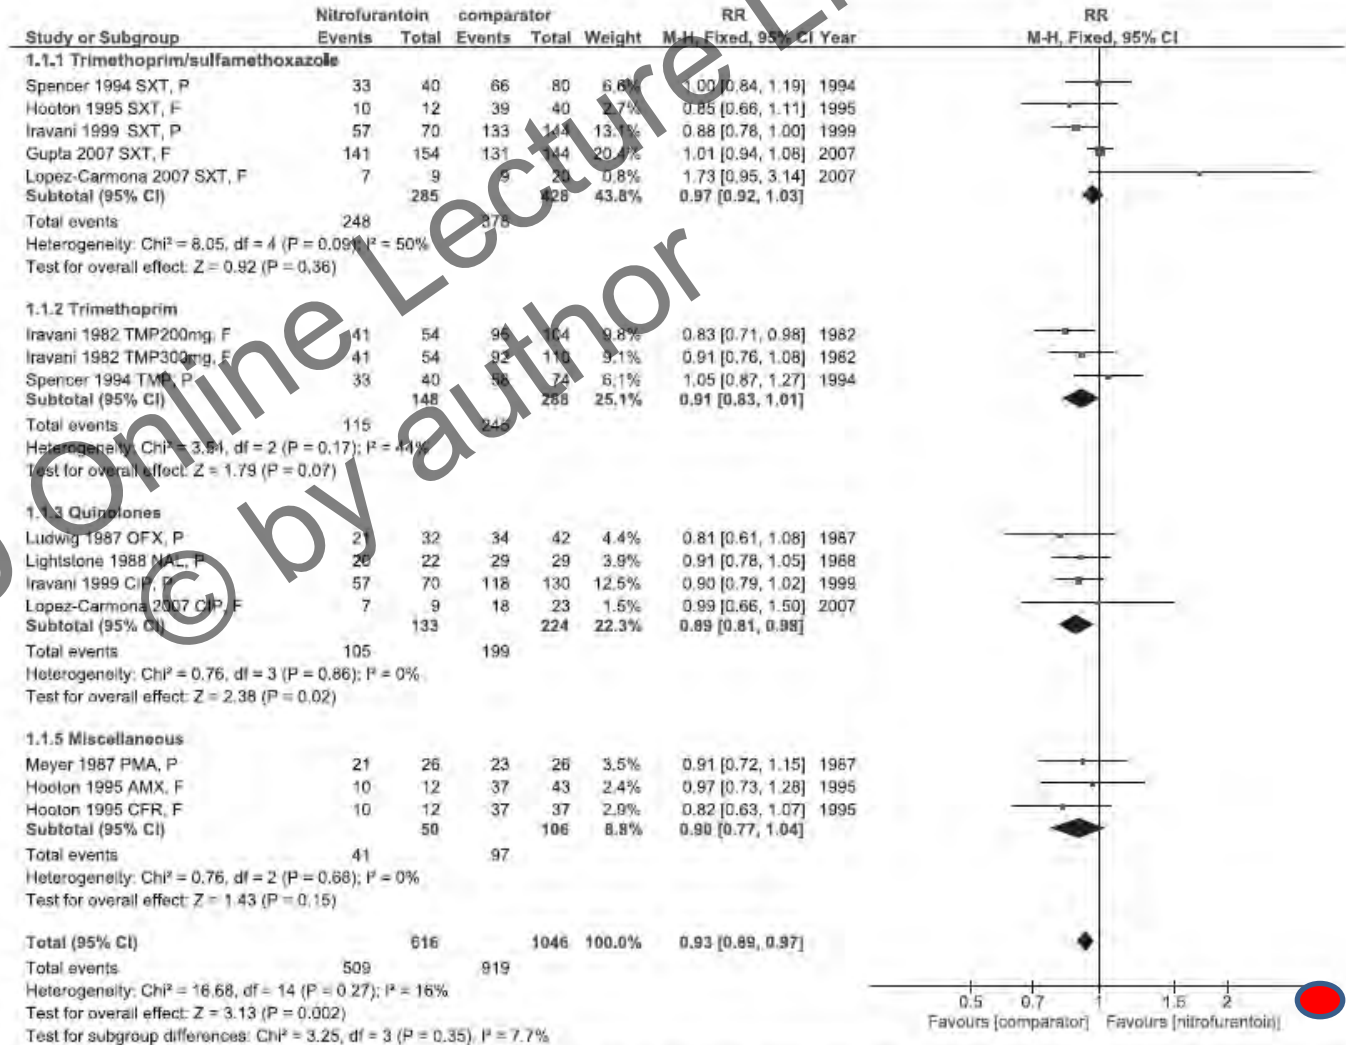 Nitrofurantoin comparator RR RR
Study or Subgroup Events Total Events Total Weight M-H, Fixed, 95% CI Year M-H, Fixed, 95% CI
1.1.1 Trimethoprim/sulfamethoxazole
Spencer 1994 SXT, P 33 40 66 80 6.6% 1.00 [0.84, 1.19] 1994
Hooton 1995 SXT, F 10 12 39 40 2.7% 0.85 [0.66, 1.11] 1995
Iravani 1999 SXT, P 57 70 133 144 13.1% 0.88 [0.78, 1.00] 1999
Gupta 2007 SXT, F 141 154 131 144 20.4% 1.01 [0.94, 1.08] 2007
Lopez-Carmona 2007 SXT, F 7 9 9 20 0.8% 1.73 [0.95, 3.14] 2007
Subtotal (95% CI) 285 428 43.8% 0.97 [0.92, 1.03]
Total events 248 378
Heterogeneity: Chi² = 8.05, df = 4 (P = 0.09); I² = 50%
Test for overall effect: Z = 0.92 (P = 0.36)
1.1.2 Trimethoprim
Iravani 1982 TMP200mg, F 41 54 95 104 9.8% 0.83 [0.71, 0.98] 1982
Iravani 1982 TMP300mg, F 41 54 92 110 9.1% 0.91 [0.76, 1.08] 1982
Spencer 1994 TMP, P 33 40 58 74 6.1% 1.05 [0.87, 1.27] 1994
Subtotal (95% CI) 148 288 25.1% 0.91 [0.83, 1.01]
Total events 115 245
Heterogeneity: Chi² = 3.54, df = 2 (P = 0.17); I² = 44%
Test for overall effect: Z = 1.79 (P = 0.07)
1.1.3 Quinolones
Ludwig 1987 OFX, P 21 32 34 42 4.4% 0.81 [0.61, 1.08] 1987
Lightstone 1988 NAL, P 20 22 29 29 3.9% 0.91 [0.78, 1.05] 1988
Iravani 1999 CIP, P 57 70 118 130 12.5% 0.90 [0.79, 1.02] 1999
Lopez-Carmona 2007 CIP, F 7 9 18 23 1.5% 0.99 [0.66, 1.50] 2007
Subtotal (95% CI) 133 224 22.3% 0.89 [0.81, 0.98]
Total events 105 199
Heterogeneity: Chi² = 0.76, df = 3 (P = 0.86); I² = 0%
Test for overall effect: Z = 2.38 (P = 0.02)
1.1.5 Miscellaneous
Meyer 1987 PMA, P 21 26 23 26 3.5% 0.91 [0.72, 1.15] 1987
Hooton 1995 AMX, F 10 12 37 43 2.4% 0.97 [0.73, 1.28] 1995
Hooton 1995 CFR, F 10 12 37 37 2.9% 0.82 [0.63, 1.07] 1995
Subtotal (95% CI) 50 106 8.8% 0.90 [0.77, 1.04]
Total events 41 97
Heterogeneity: Chi² = 0.76, df = 2 (P = 0.68); I² = 0%
Test for overall effect: Z = 1.43 (P = 0.15)
Total (95% CI) 616 1046 100.0% 0.93 [0.89, 0.97]
Total events 509 919
Heterogeneity: Chi² = 16.68, df = 14 (P = 0.27); I² = 16%
Test for overall effect: Z = 3.13 (P = 0.002)
Test for subgroup differences: Chi² = 3.25, df = 3 (P = 0.35), I² = 7.7%
0.5 0.7 1 1.5 2
Favours [comparator] Favours [nitrofurantoin]
Online Lecture
© by author